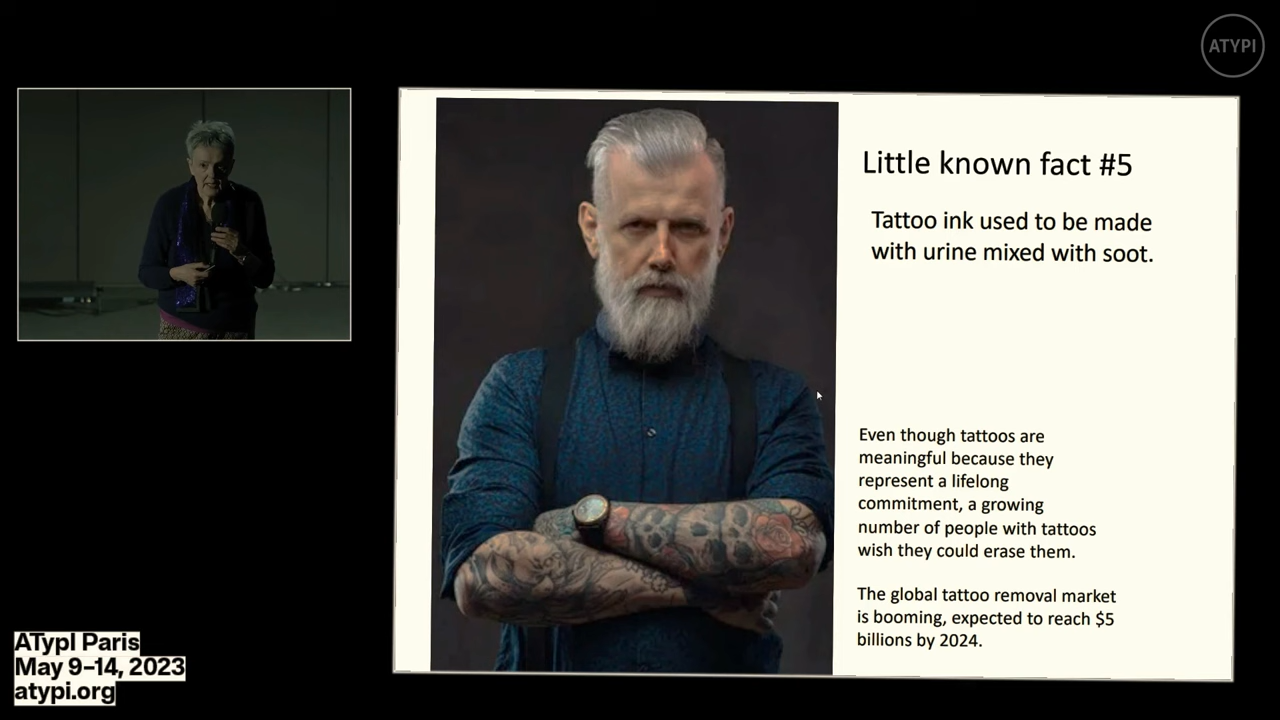 ATYPI
Little known fact #5
Tattoo ink used to be made
with urine mixed with soot.
Even though tattoos are
meaningful because they
represent a lifelong
commitment, a growing
number of people with tattoos
wish they could erase them.
The global tattoo removal market
is booming, expected to reach $5
billions by 2024.
ATypI Paris
May 9–14, 2023
atypi.org